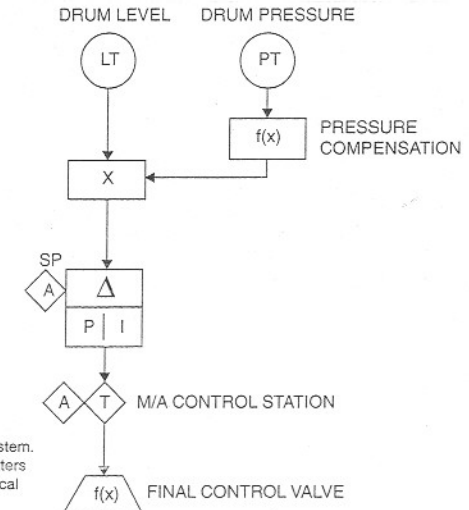 DRUM LEVEL
DRUM PRESSURE
LT
PT
f(x)
PRESSURE
COMPENSATION
X
SP
A
Δ
P | I
A
T
M/A CONTROL STATION
stem.
ters
cal
f(x)
FINAL CONTROL VALVE